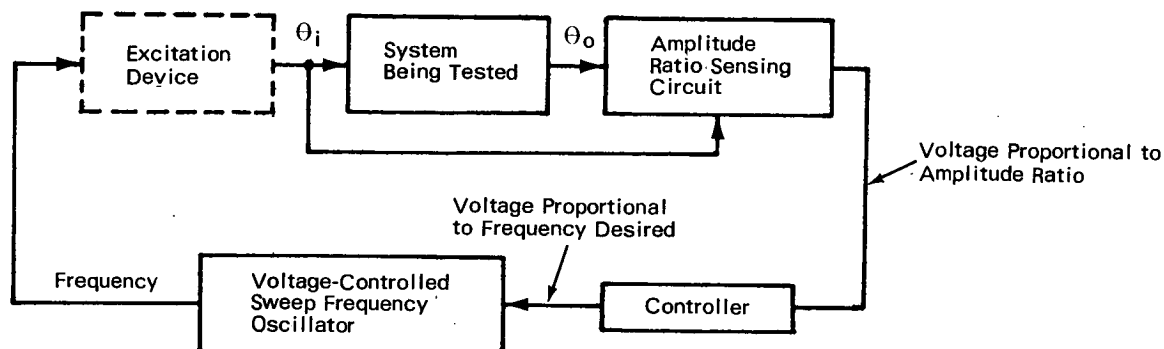 Excitation
Device
θi
System
Being Tested
θo
Amplitude
Ratio Sensing
Circuit
Voltage Proportional to
Amplitude Ratio
Voltage Proportional
to Frequency Desired
Frequency
Voltage-Controlled
Sweep Frequency
Oscillator
Controller